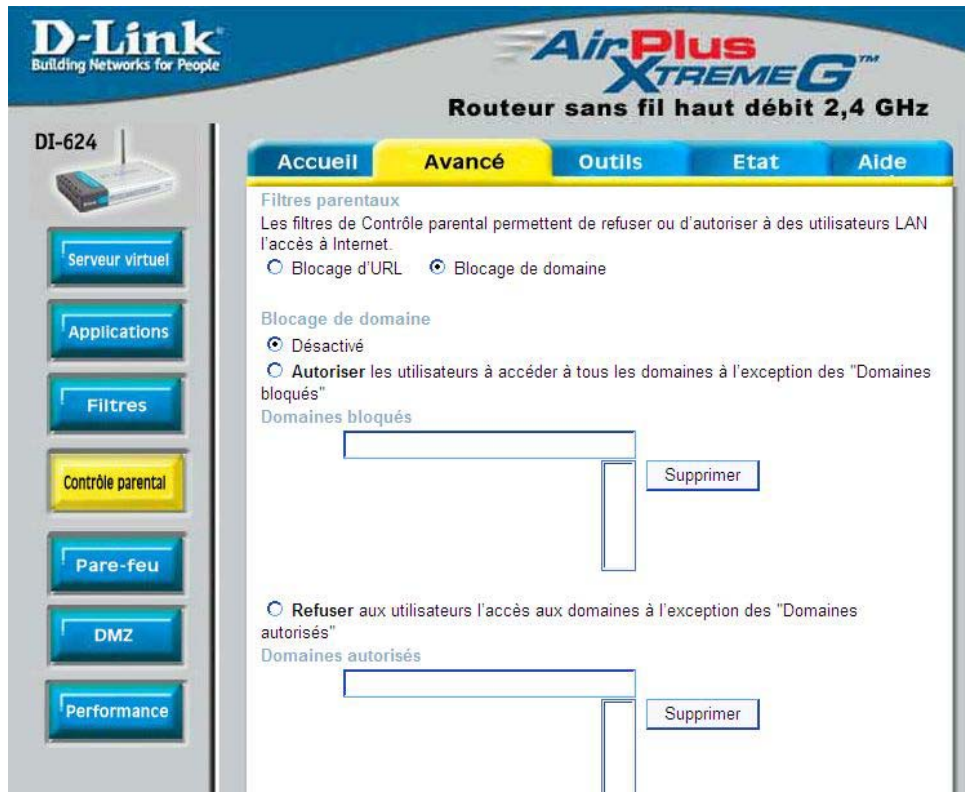 D-Link
Building Networks for People
AirPlus
XTREME G™
Routeur sans fil haut débit 2,4 GHz
DI-624
Accueil
Avancé
Outils
Etat
Aide
Serveur virtuel
Applications
Filtres
Contrôle parental
Pare-feu
DMZ
Performance
Filtres parentaux
Les filtres de Contrôle parental permettent de refuser ou d'autoriser à des utilisateurs LAN
l'accès à Internet.
Blocage d'URL Blocage de domaine
Blocage de domaine
Désactivé
Autoriser les utilisateurs à accéder à tous les domaines à l'exception des "Domaines
bloqués"
Domaines bloqués
Supprimer
Refuser aux utilisateurs l'accès aux domaines à l'exception des "Domaines
autorisés"
Domaines autorisés
Supprimer